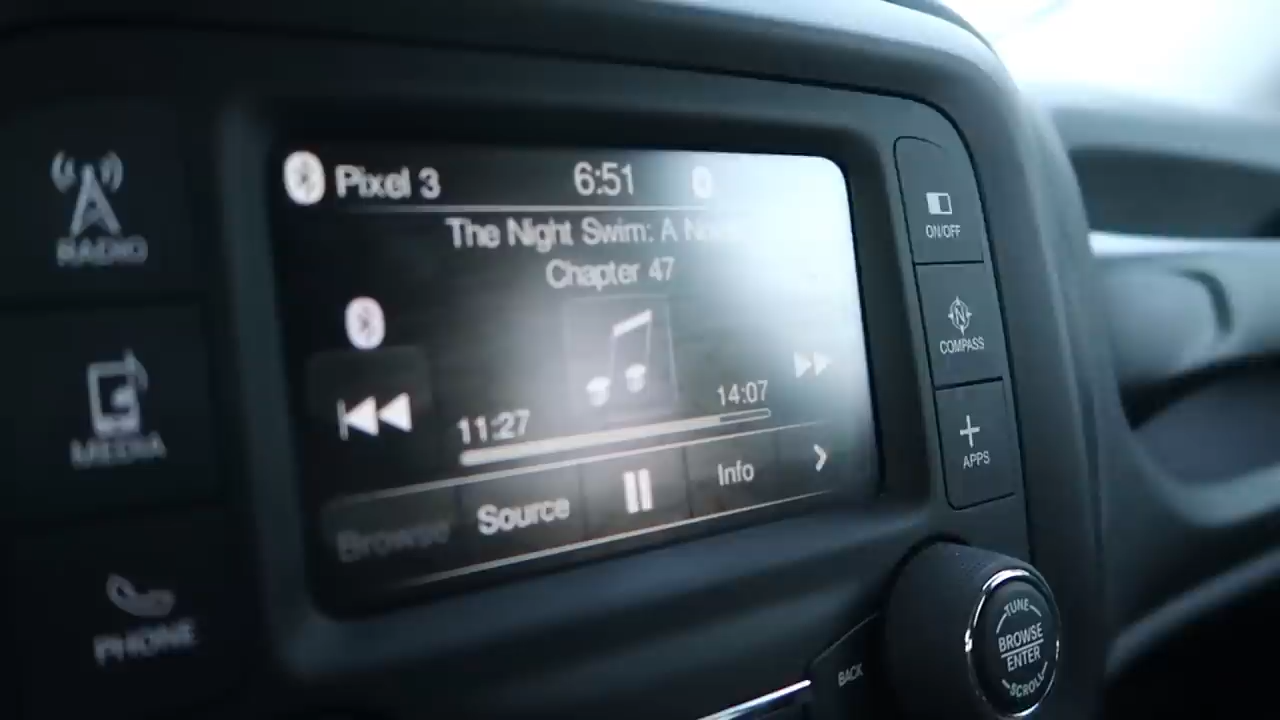 Pixel 3
6:51
The Night Swim: A
Chapter 47
11:27
14:07
Browse
Source
Info
RADIO
MEDIA
PHONE
ON/OFF
N
COMPASS
APPS
TUNE
BROWSE
ENTER
SCROLL
BACK